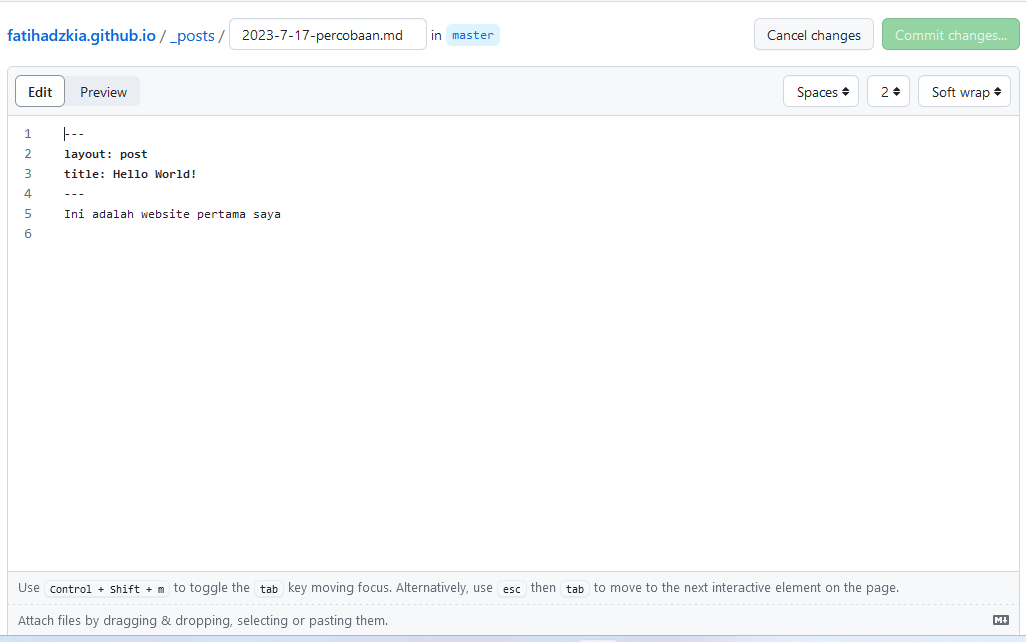 fatihadzkia.github.io / _posts / 2023-7-17-percobaan.md in master Cancel changes Commit changes...
Edit Preview Spaces 2 Soft wrap
1 ---
2 layout: post
3 title: Hello World!
4 ---
5 Ini adalah website pertama saya
6
Use Control + Shift + m to toggle the tab key moving focus. Alternatively, use esc then tab to move to the next interactive element on the page.
Attach files by dragging & dropping, selecting or pasting them.